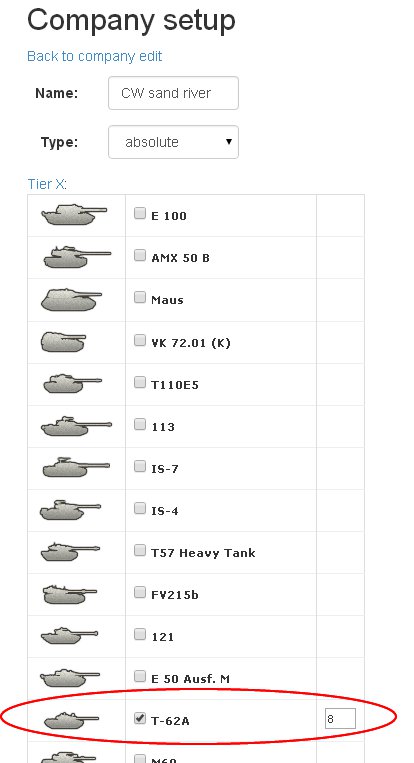 Company setup
Back to company edit
Name: CW sand river
Type: absolute
Tier X:
E 100
AMX 50 B
Maus
VK 72.01 (K)
T110E5
113
IS-7
IS-4
T57 Heavy Tank
FV215b
121
E 50 Ausf. M
T-62A 8
M60